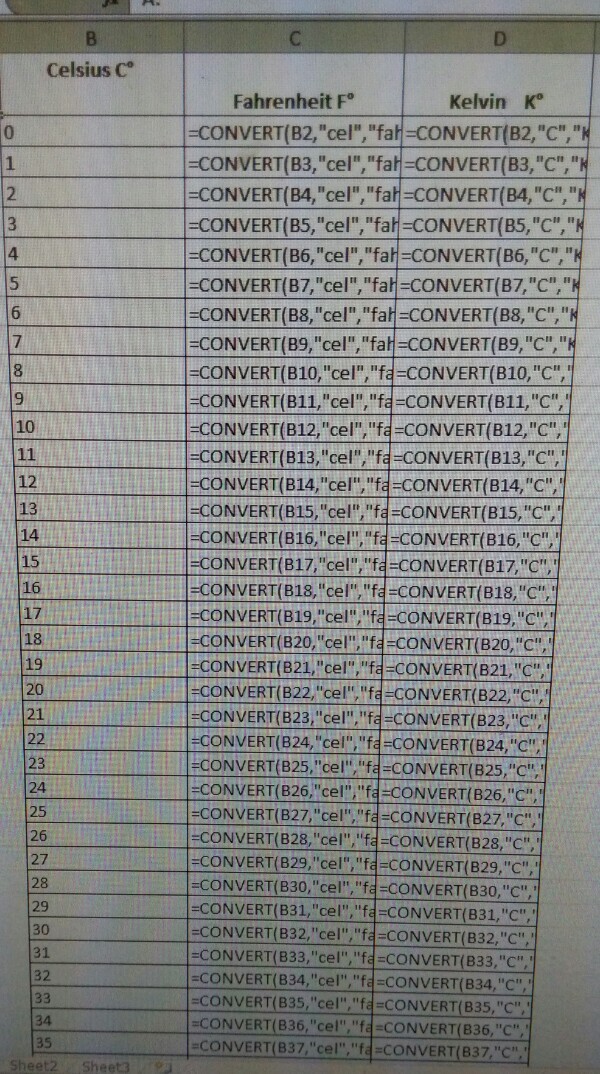 B C D
Celsius C°
Fahrenheit F° Kelvin K°
0 =CONVERT(B2,"cel","fah =CONVERT(B2,"C","K
1 =CONVERT(B3,"cel","fah =CONVERT(B3,"C","K
2 =CONVERT(B4,"cel","fah =CONVERT(B4,"C","K
3 =CONVERT(B5,"cel","fah =CONVERT(B5,"C","K
4 =CONVERT(B6,"cel","fah =CONVERT(B6,"C","K
5 =CONVERT(B7,"cel","fah =CONVERT(B7,"C","K
6 =CONVERT(B8,"cel","fah =CONVERT(B8,"C","K
7 =CONVERT(B9,"cel","fah =CONVERT(B9,"C","K
8 =CONVERT(B10,"cel","fa =CONVERT(B10,"C",'
9 =CONVERT(B11,"cel","fa =CONVERT(B11,"C",'
10 =CONVERT(B12,"cel","fa =CONVERT(B12,"C",'
11 =CONVERT(B13,"cel","fa =CONVERT(B13,"C",'
12 =CONVERT(B14,"cel","fa =CONVERT(B14,"C",'
13 =CONVERT(B15,"cel","fa =CONVERT(B15,"C",'
14 =CONVERT(B16,"cel","fa =CONVERT(B16,"C",'
15 =CONVERT(B17,"cel","fa =CONVERT(B17,"C",'
16 =CONVERT(B18,"cel","fa =CONVERT(B18,"C",'
17 =CONVERT(B19,"cel","fa =CONVERT(B19,"C",'
18 =CONVERT(B20,"cel","fa =CONVERT(B20,"C",'
19 =CONVERT(B21,"cel","fa =CONVERT(B21,"C",'
20 =CONVERT(B22,"cel","fa =CONVERT(B22,"C",'
21 =CONVERT(B23,"cel","fa =CONVERT(B23,"C",'
22 =CONVERT(B24,"cel","fa =CONVERT(B24,"C",'
23 =CONVERT(B25,"cel","fa =CONVERT(B25,"C",'
24 =CONVERT(B26,"cel","fa =CONVERT(B26,"C",'
25 =CONVERT(B27,"cel","fa =CONVERT(B27,"C",'
26 =CONVERT(B28,"cel","fa =CONVERT(B28,"C",'
27 =CONVERT(B29,"cel","fa =CONVERT(B29,"C",'
28 =CONVERT(B30,"cel","fa =CONVERT(B30,"C",'
29 =CONVERT(B31,"cel","fa =CONVERT(B31,"C",'
30 =CONVERT(B32,"cel","fa =CONVERT(B32,"C",'
31 =CONVERT(B33,"cel","fa =CONVERT(B33,"C",'
32 =CONVERT(B34,"cel","fa =CONVERT(B34,"C",'
33 =CONVERT(B35,"cel","fa =CONVERT(B35,"C",'
34 =CONVERT(B36,"cel","fa =CONVERT(B36,"C",'
35 =CONVERT(B37,"cel","fa =CONVERT(B37,"C",'
Sheet2 Sheet3